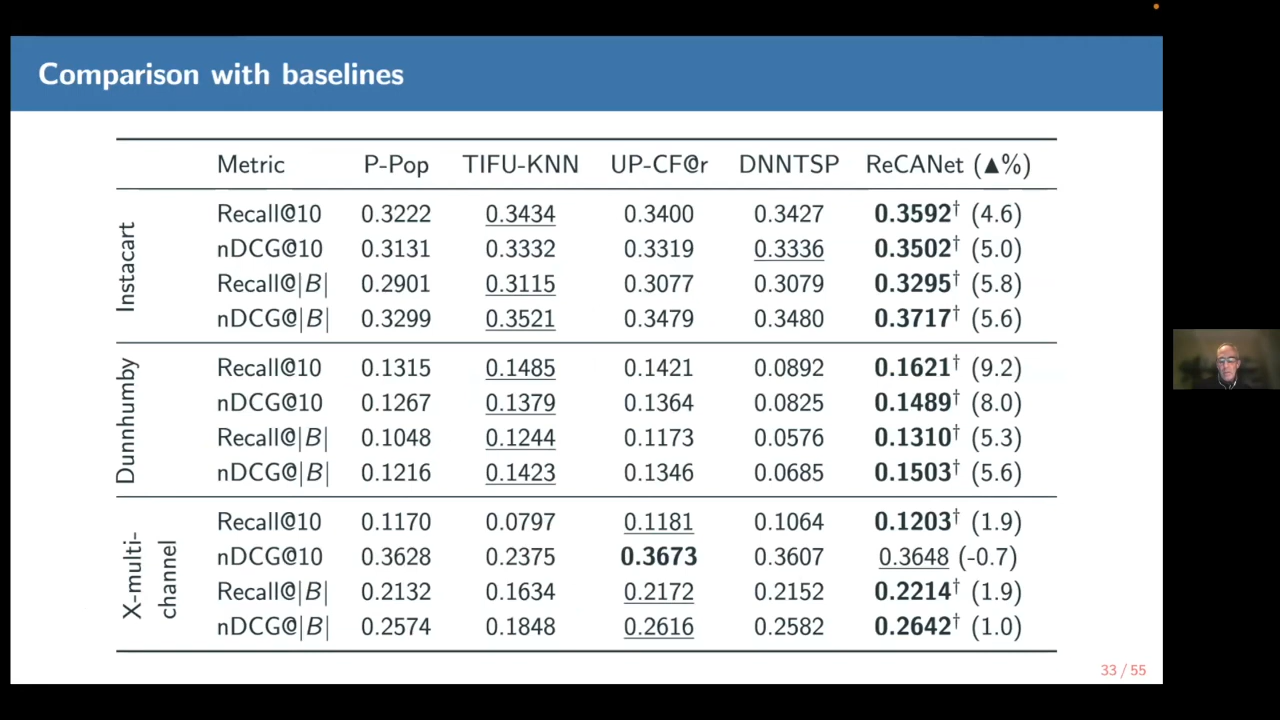 Comparison with baselines
Metric P-Pop TIFU-KNN UP-CF@r DNNTSP ReCANet (▲%)
Instacart
Recall@10 0.3222 0.3434 0.3400 0.3427 0.3592† (4.6)
nDCG@10 0.3131 0.3332 0.3319 0.3336 0.3502† (5.0)
Recall@|B| 0.2901 0.3115 0.3077 0.3079 0.3295† (5.8)
nDCG@|B| 0.3299 0.3521 0.3479 0.3480 0.3717† (5.6)
Dunnhumby
Recall@10 0.1315 0.1485 0.1421 0.0892 0.1621† (9.2)
nDCG@10 0.1267 0.1379 0.1364 0.0825 0.1489† (8.0)
Recall@|B| 0.1048 0.1244 0.1173 0.0576 0.1310† (5.3)
nDCG@|B| 0.1216 0.1423 0.1346 0.0685 0.1503† (5.6)
X-multi-
channel
Recall@10 0.1170 0.0797 0.1181 0.1064 0.1203† (1.9)
nDCG@10 0.3628 0.2375 0.3673 0.3607 0.3648 (-0.7)
Recall@|B| 0.2132 0.1634 0.2172 0.2152 0.2214† (1.9)
nDCG@|B| 0.2574 0.1848 0.2616 0.2582 0.2642† (1.0)
33 / 55